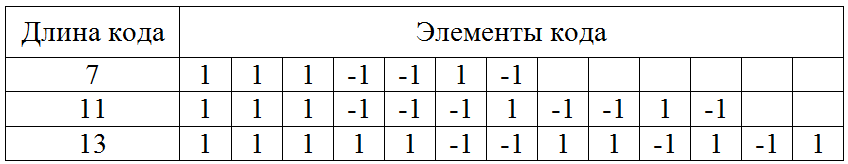 Длина кода Элементы кода
7 1 1 1 -1 -1 1 -1
11 1 1 1 -1 -1 -1 1 -1 -1 1 -1
13 1 1 1 1 1 -1 -1 1 1 -1 1 -1 1